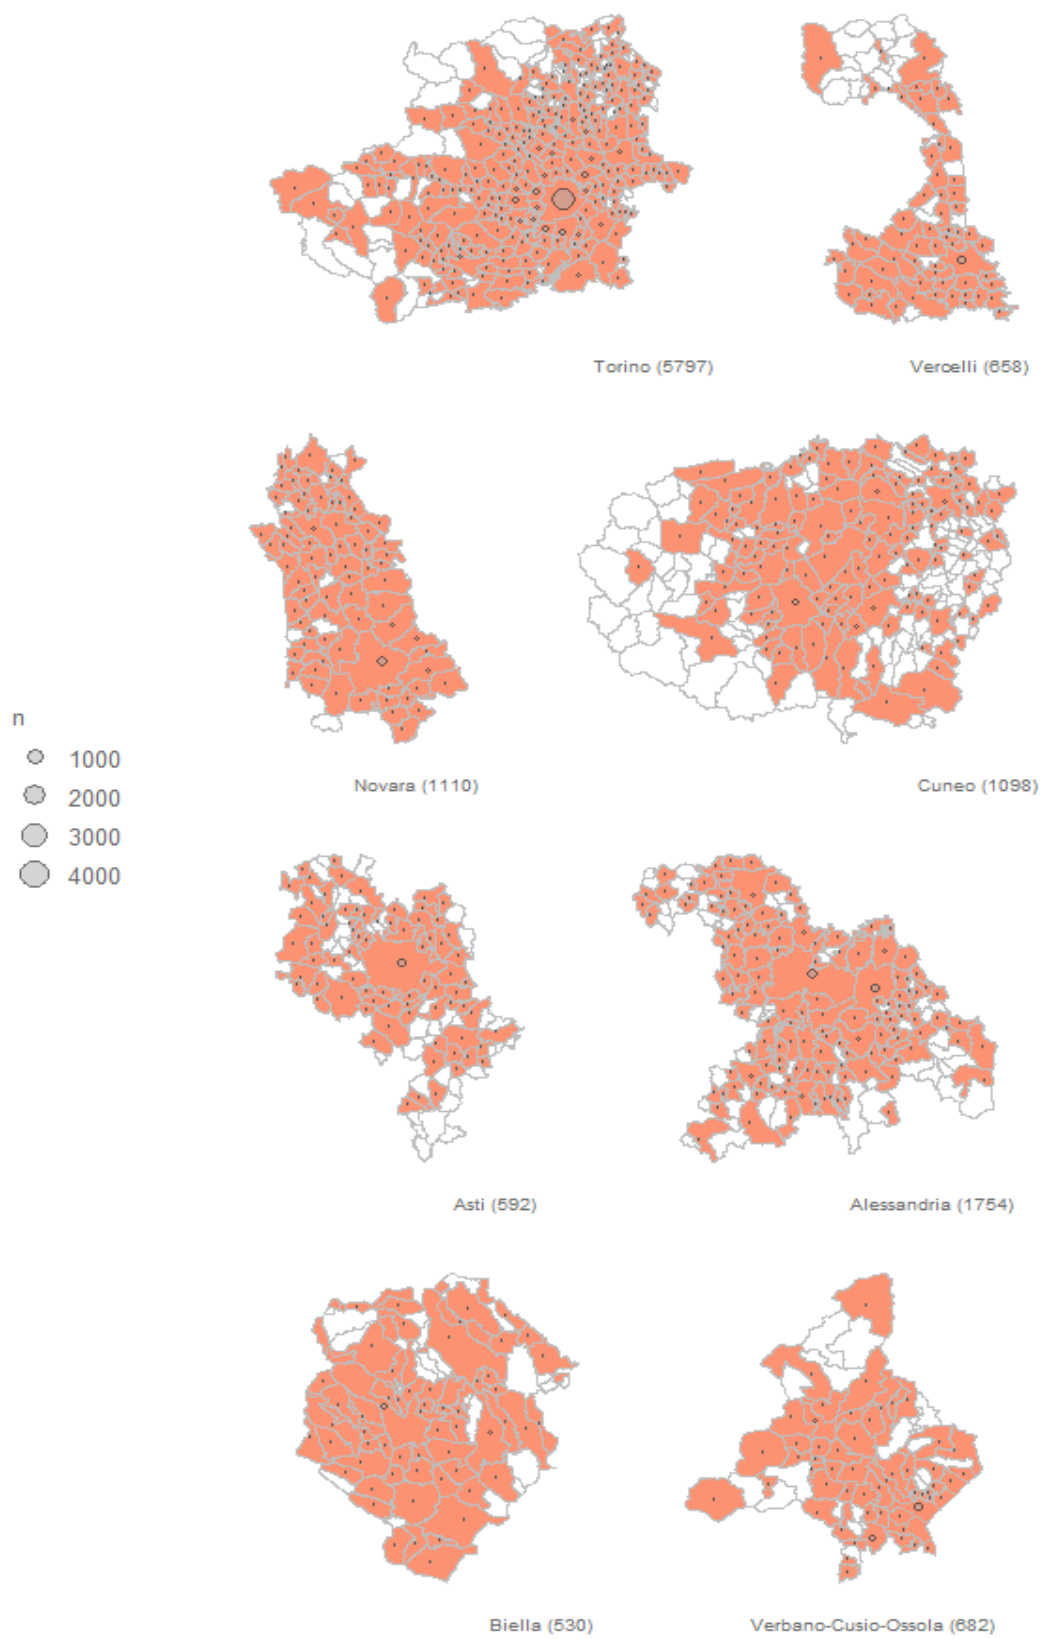 Torino (5797)
Vercelli (658)
Novara (1110)
Cuneo (1098)
n
1000
2000
3000
4000
Asti (592)
Alessandria (1754)
Biella (530)
Verbano-Cusio-Ossola (682)